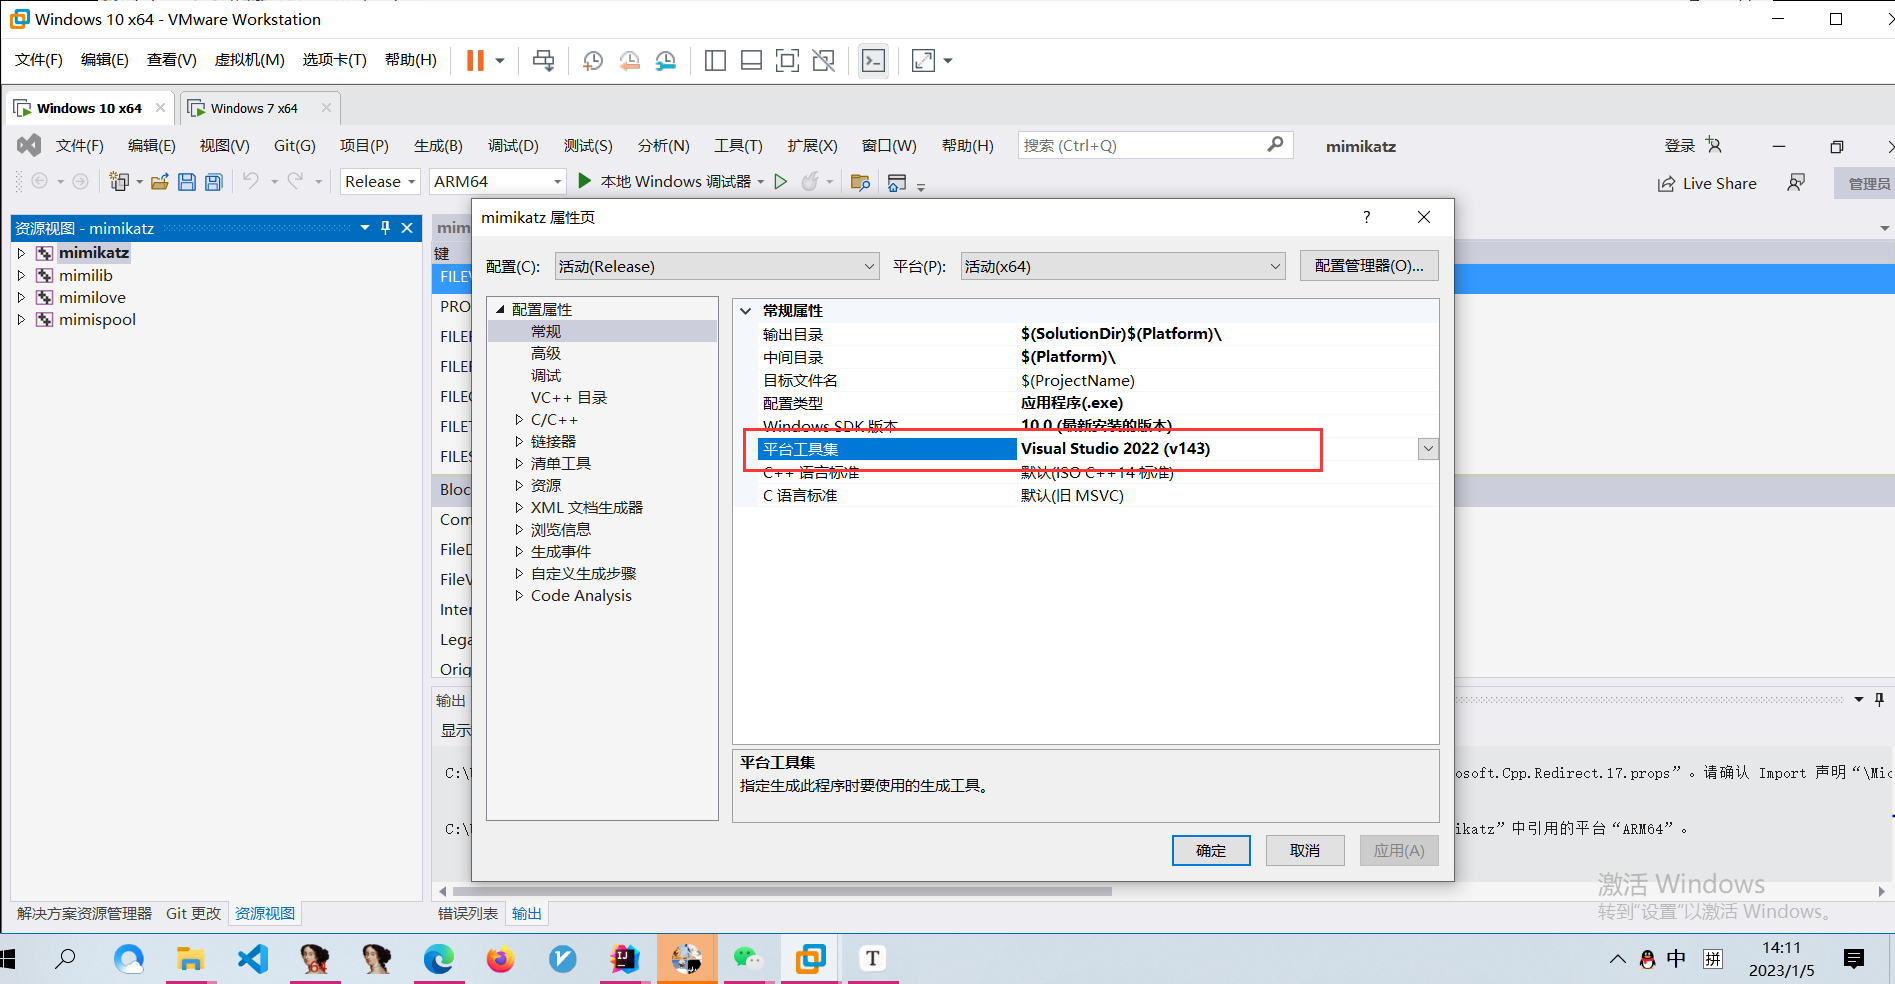 Windows 10 x64 - VMware Workstation
文件(F) 编辑(E) 查看(V) 虚拟机(M) 选项卡(T) 帮助(H)
Windows 10 x64
Windows 7 x64
文件(F) 编辑(E) 视图(V) Git(G) 项目(P) 生成(B) 调试(D) 测试(S) 分析(N) 工具(T) 扩展(X) 窗口(W) 帮助(H)
搜索 (Ctrl+Q)
mimikatz
登录
Release
ARM64
本地 Windows 调试器
Live Share
管理员
资源视图 - mimikatz
mimikatz
mimilib
mimilove
mimispool
mim
键
FILEV
PRO
FILEF
FILEC
FILET
FILES
Bloc
Com
FileD
FileV
Inter
Lega
Orig
mimikatz 属性页
?
配置(C):
活动(Release)
平台(P):
活动(x64)
配置管理器(O)...
配置属性
常规
高级
调试
VC++ 目录
C/C++
链接器
清单工具
资源
XML 文档生成器
浏览信息
生成事件
自定义生成步骤
Code Analysis
常规属性
输出目录 $(SolutionDir)$(Platform)\
中间目录 $(Platform)\
目标文件名 $(ProjectName)
配置类型 应用程序(.exe)
Windows SDK 版本 10.0 (最新安装的版本)
平台工具集 Visual Studio 2022 (v143)
C++ 语言标准 默认(ISO C++14 标准)
C 语言标准 默认(旧 MSVC)
平台工具集
指定生成此程序时要使用的生成工具。
确定
取消
应用(A)
输出
显示
C:\
osoft.Cpp.Redirect.17.props”。请确认 Import 声明“\Mic
C:\
ikatz”中引用的平台“ARM64”。
激活 Windows
转到“设置”以激活 Windows。
解决方案资源管理器 Git 更改 资源视图
错误列表 输出
64
IJ
T
中
拼
14:11
2023/1/5